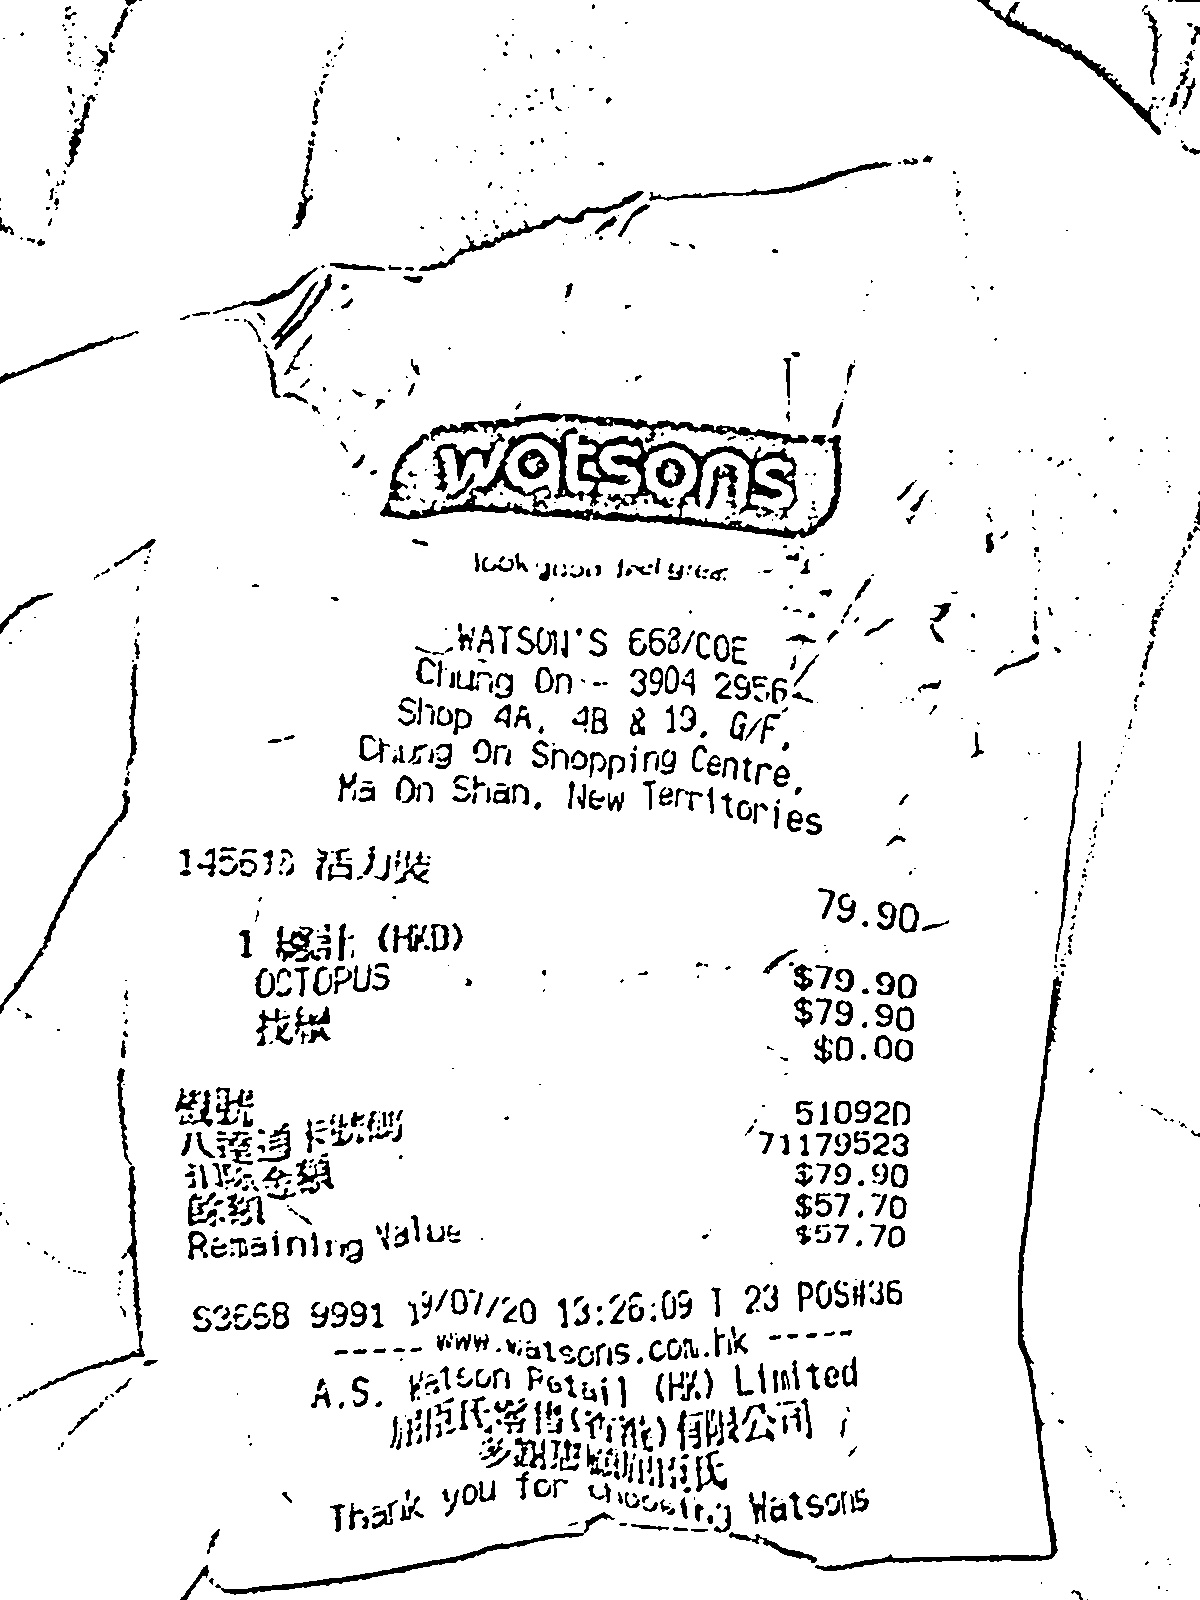 watsons
look good feel great
WATSON'S 668/COE
Chung On - 3904 2956
Shop 4A, 4B & 19, G/F,
Chung On Shopping Centre,
Ma On Shan, New Territories
145618 活力裝
79.90
1 總計 (HKD)
OCTOPUS $79.90
找續 $79.90
$0.00
機號 51092D
八達通卡號碼 71179523
扣除金額 $79.90
餘額 $57.70
Remaining Value $57.70
S3668 9991 19/07/20 13:26:09 T 23 POS#36
----- www.watsons.com.hk -----
A.S. Watson Retail (HK) Limited
屈臣氏零售(香港)有限公司
多謝惠顧屈臣氏
Thank you for choosing Watsons